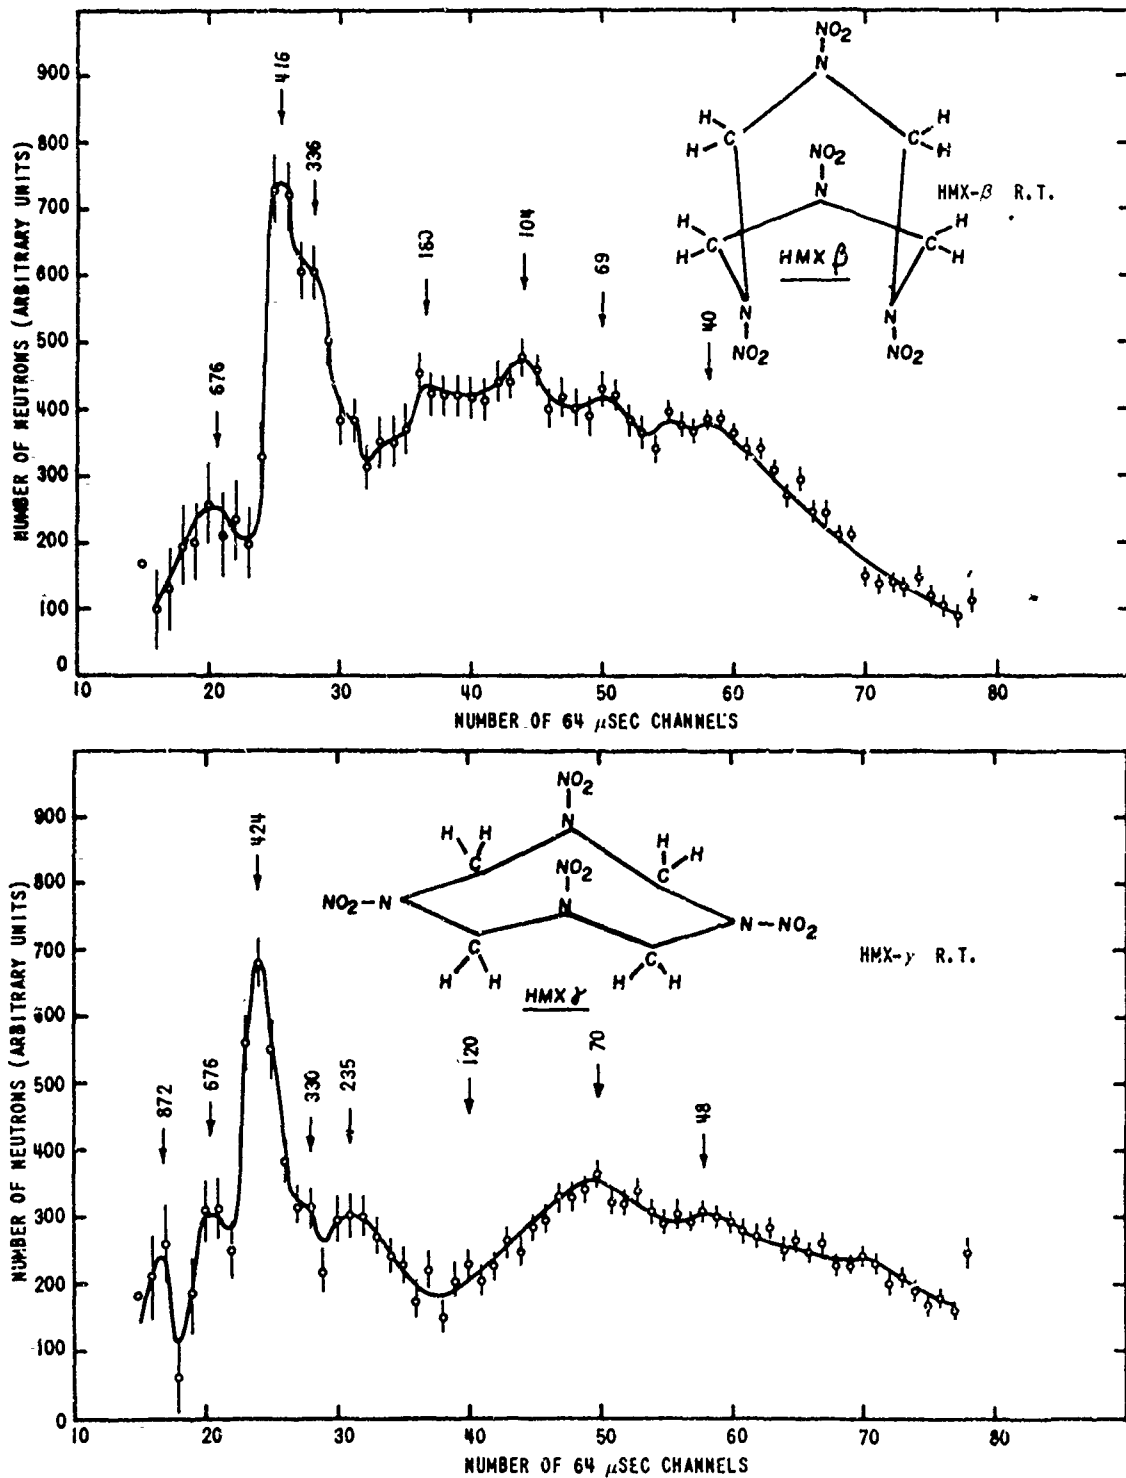 NUMBER OF NEUTRONS (ARBITRARY UNITS)
900
800
700
600
500
400
300
200
100
0
10 20 30 40 50 60 70 80
NUMBER OF 64 μSEC CHANNELS
676
416
336
180
104
69
40
NO2
N
H C H
H C H
NO2
N
H C H
H C H
HMX β
N
NO2
N
NO2
HMX-β R.T.
NUMBER OF NEUTRONS (ARBITRARY UNITS)
900
800
700
600
500
400
300
200
100
0
10 20 30 40 50 60 70 80
NUMBER OF 64 μSEC CHANNELS
872
676
424
330
235
120
70
48
NO2
N
H H
C
H
H
C
NO2
NO2-N
N
N-NO2
C
H H
C
H H
HMX γ
HMX-γ R.T.